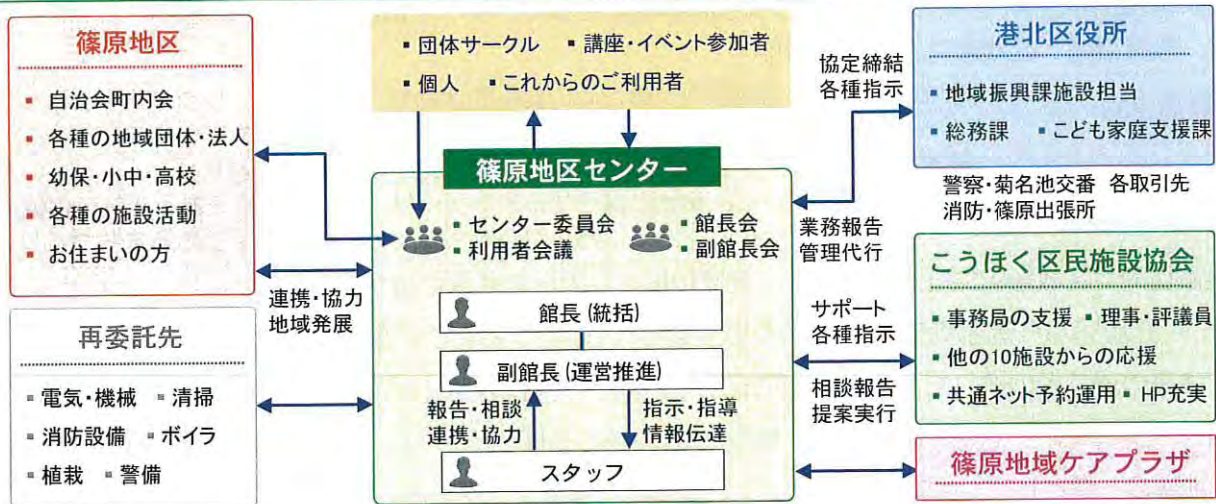 篠原地区
▪ 自治会町内会
▪ 各種の地域団体・法人
▪ 幼保・小中・高校
▪ 各種の施設活動
▪ お住まいの方
再委託先
▪ 電気・機械 ▪ 清掃
▪ 消防設備 ▪ ボイラ
▪ 植栽 ▪ 警備
連携・協力
地域発展
▪ 団体サークル ▪ 講座・イベント参加者
▪ 個人 ▪ これからのご利用者
篠原地区センター
▪ センター委員会
▪ 利用者会議
▪ 館長会
▪ 副館長会
館長(統括)
副館長(運営推進)
報告・相談
連携・協力
指示・指導
情報伝達
スタッフ
協定締結
各種指示
業務報告
管理代行
サポート
各種指示
相談報告
提案実行
港北区役所
▪ 地域振興課施設担当
▪ 総務課 ▪ こども家庭支援課
警察・菊名池交番 各取引先
消防・篠原出張所
こうほく区民施設協会
▪ 事務局の支援 ▪ 理事・評議員
▪ 他の10施設からの応援
▪ 共通ネット予約運用 ▪ HP充実
篠原地域ケアプラザ